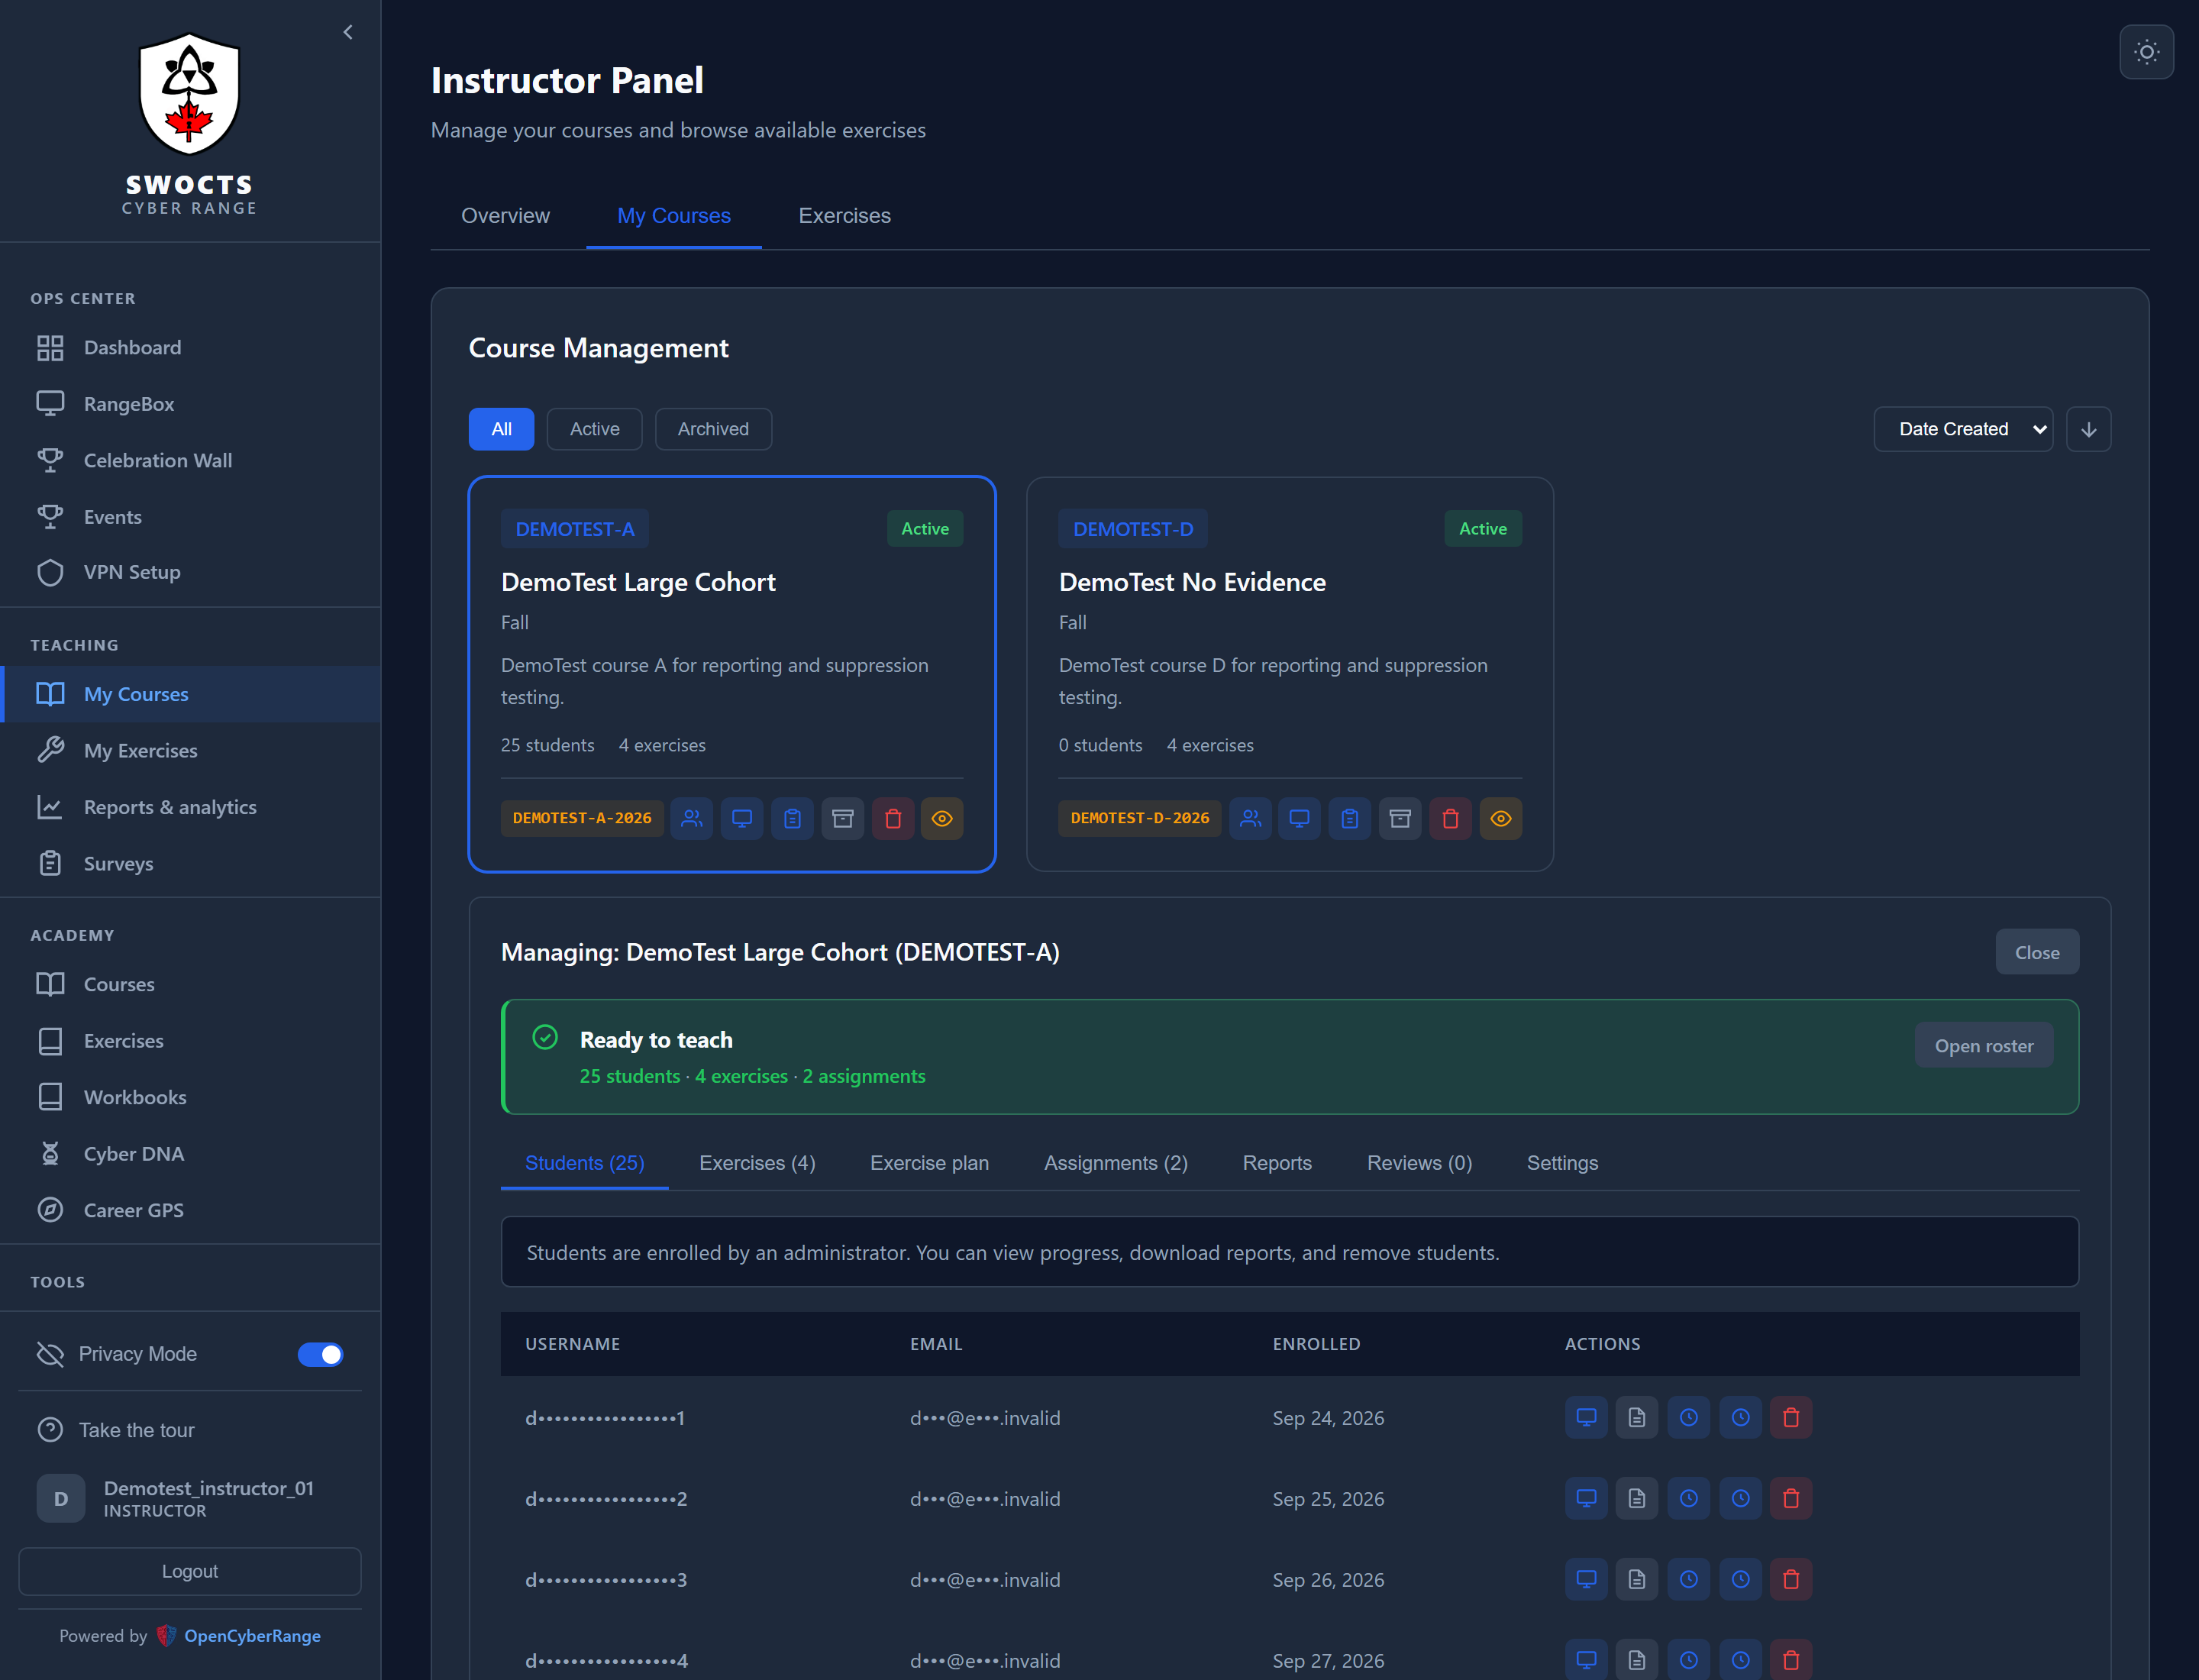 SWOCTS
CYBER RANGE
OPS CENTER
Dashboard
RangeBox
Celebration Wall
Events
VPN Setup
TEACHING
My Courses
My Exercises
Reports & analytics
Surveys
ACADEMY
Courses
Exercises
Workbooks
Cyber DNA
Career GPS
TOOLS
Privacy Mode
Take the tour
D
Demotest_instructor_01
INSTRUCTOR
Logout
Powered by OpenCyberRange
Instructor Panel
Manage your courses and browse available exercises
Overview My Courses Exercises
Course Management
All Active Archived Date Created
DEMOTEST-A Active
DemoTest Large Cohort
Fall
DemoTest course A for reporting and suppression
testing.
25 students 4 exercises
DEMOTEST-A-2026
DEMOTEST-D Active
DemoTest No Evidence
Fall
DemoTest course D for reporting and suppression
testing.
0 students 4 exercises
DEMOTEST-D-2026
Managing: DemoTest Large Cohort (DEMOTEST-A) Close
Ready to teach
25 students · 4 exercises · 2 assignments
Open roster
Students (25) Exercises (4) Exercise plan Assignments (2) Reports Reviews (0) Settings
Students are enrolled by an administrator. You can view progress, download reports, and remove students.
USERNAME EMAIL ENROLLED ACTIONS
d•••••••••••••••••1 d•••@e•••.invalid Sep 24, 2026
d•••••••••••••••••2 d•••@e•••.invalid Sep 25, 2026
d•••••••••••••••••3 d•••@e•••.invalid Sep 26, 2026
d•••••••••••••••••4 d•••@e•••.invalid Sep 27, 2026